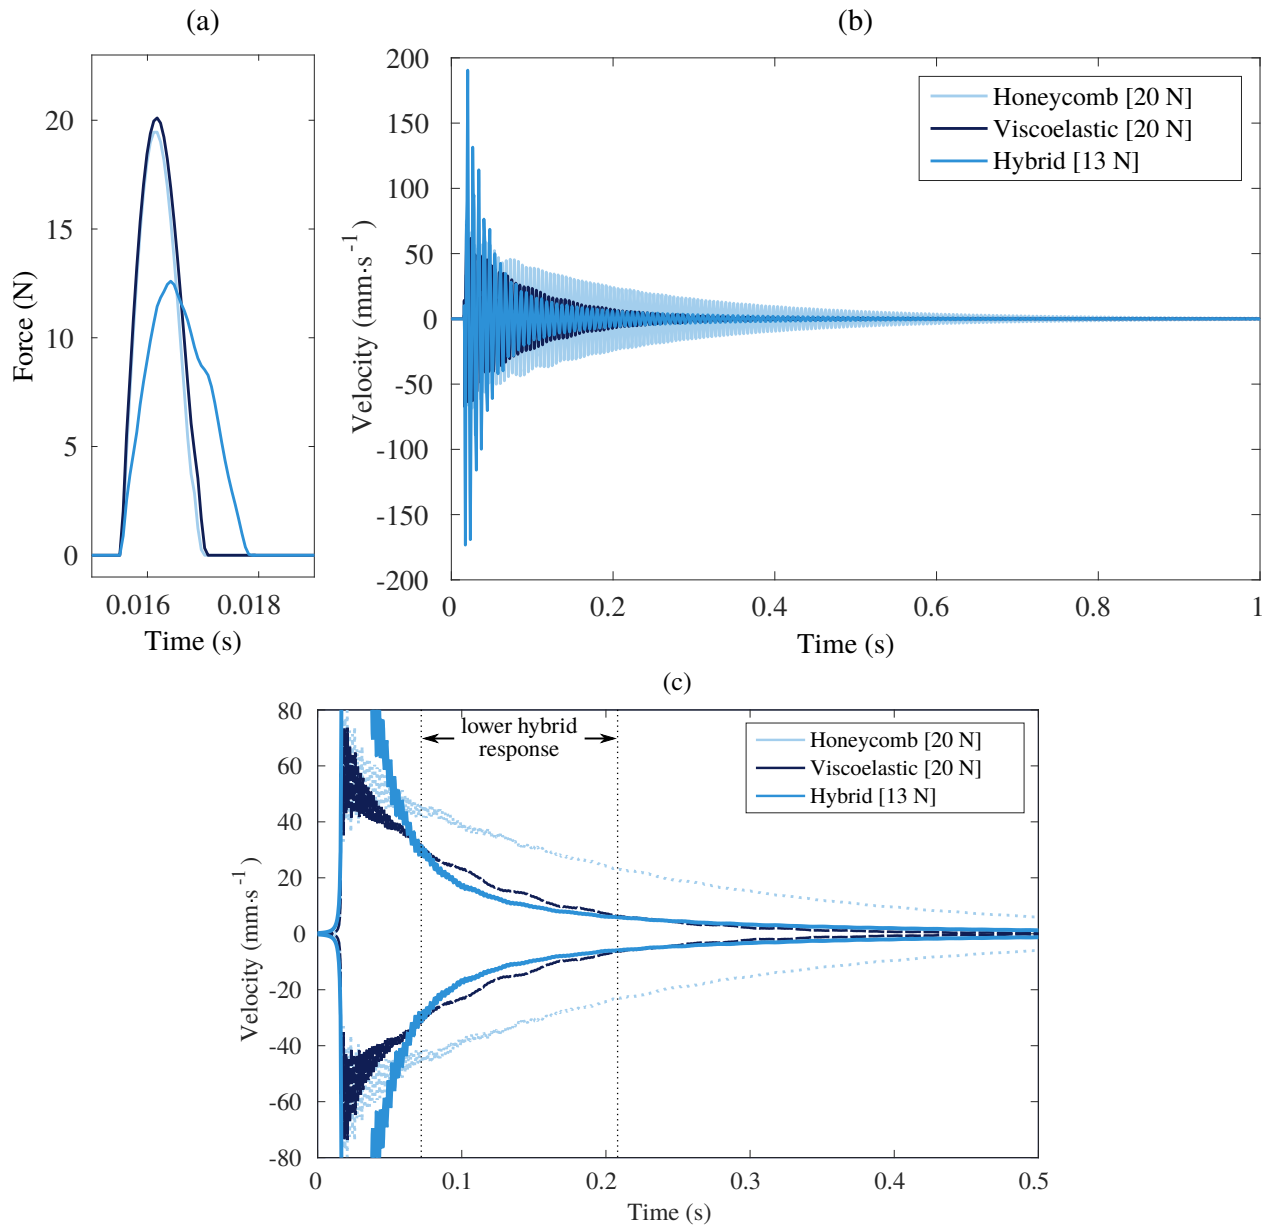 (a)
20
15
10
5
0
Force (N)
0.016 0.018
Time (s)
(b)
200
150
100
50
0
-50
-100
-150
-200
Velocity (mm·s⁻¹ )
Honeycomb [20 N]
Viscoelastic [20 N]
Hybrid [13 N]
0 0.2 0.4 0.6 0.8 1
Time (s)
(c)
80
60
40
20
0
-20
-40
-60
-80
Velocity (mm·s⁻¹ )
lower hybrid
response
Honeycomb [20 N]
Viscoelastic [20 N]
Hybrid [13 N]
0 0.1 0.2 0.3 0.4 0.5
Time (s)